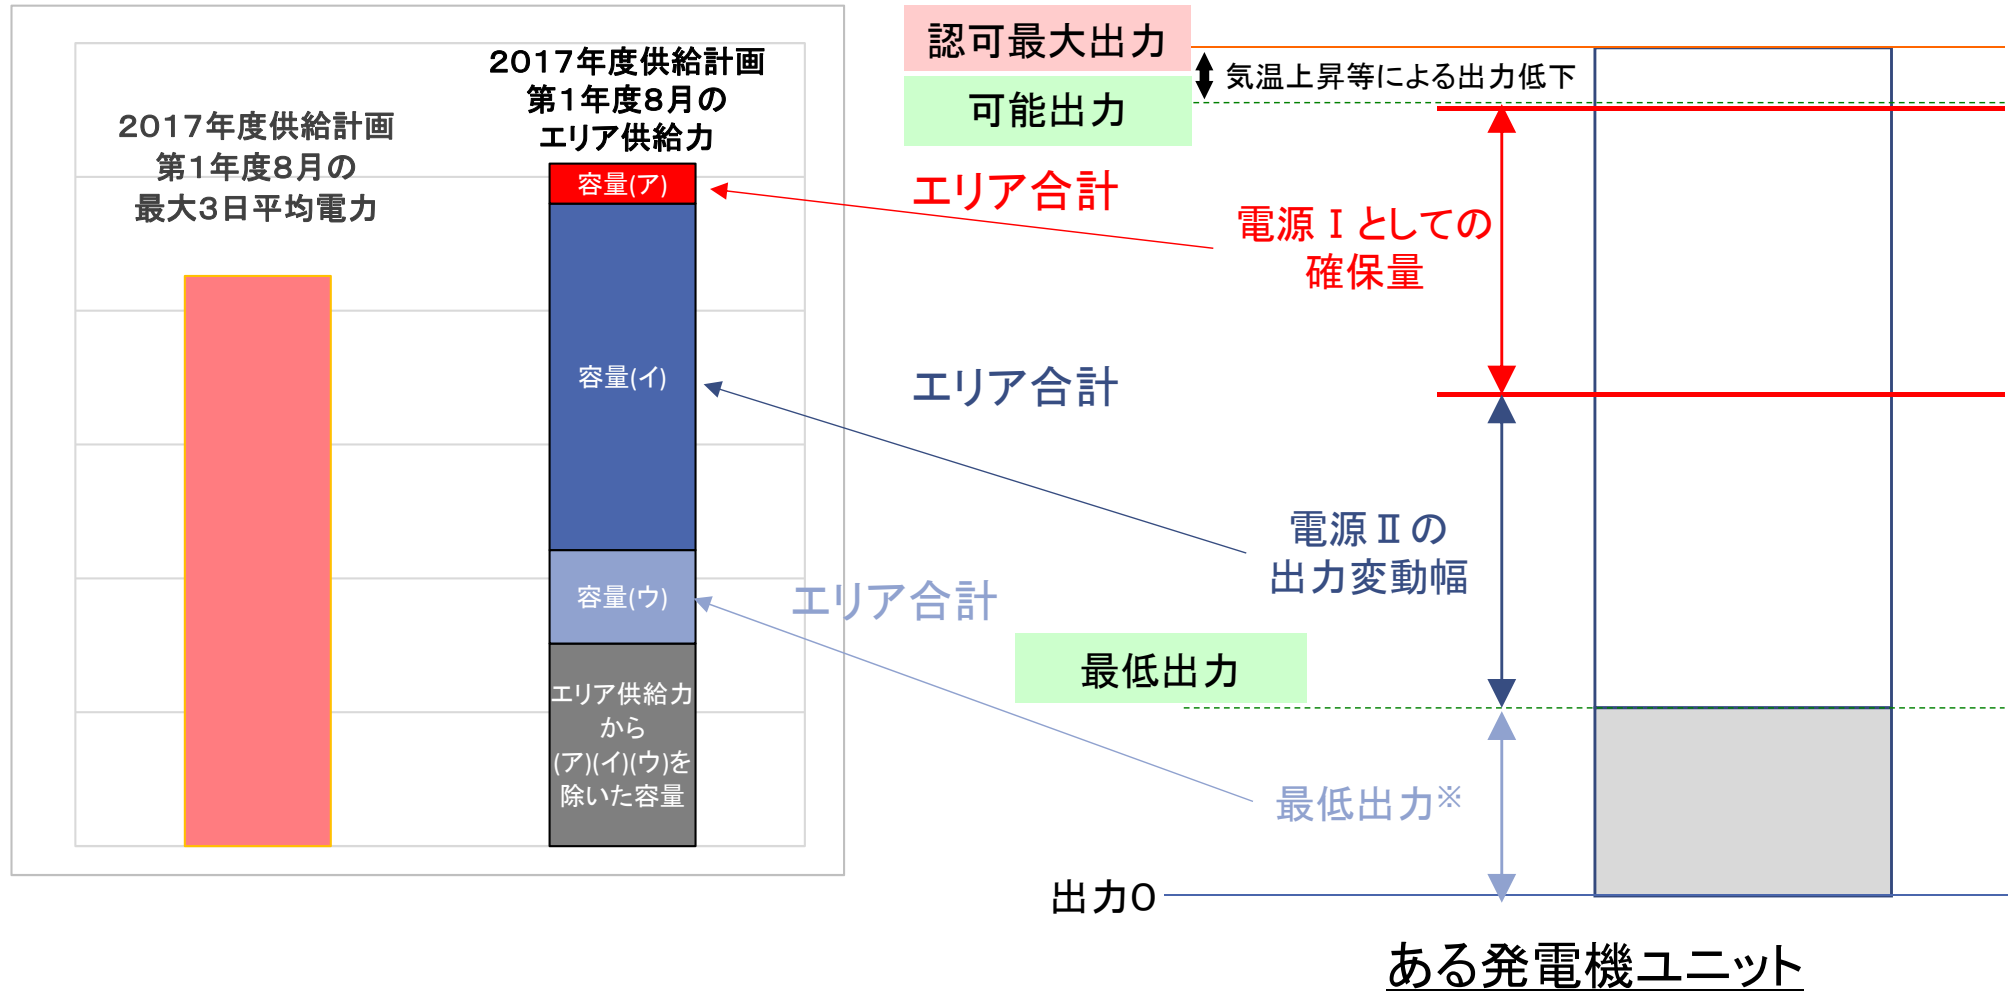 2017年度供給計画
第1年度8月の
最大3日平均電力
2017年度供給計画
第1年度8月の
エリア供給力
容量(ア)
容量(イ)
容量(ウ)
エリア供給力
から
(ア)(イ)(ウ)を
除いた容量
エリア合計
エリア合計
エリア合計
認可最大出力
気温上昇等による出力低下
可能出力
電源Ⅰとしての
確保量
電源Ⅱの
出力変動幅
最低出力
最低出力※
出力0
ある発電機ユニット